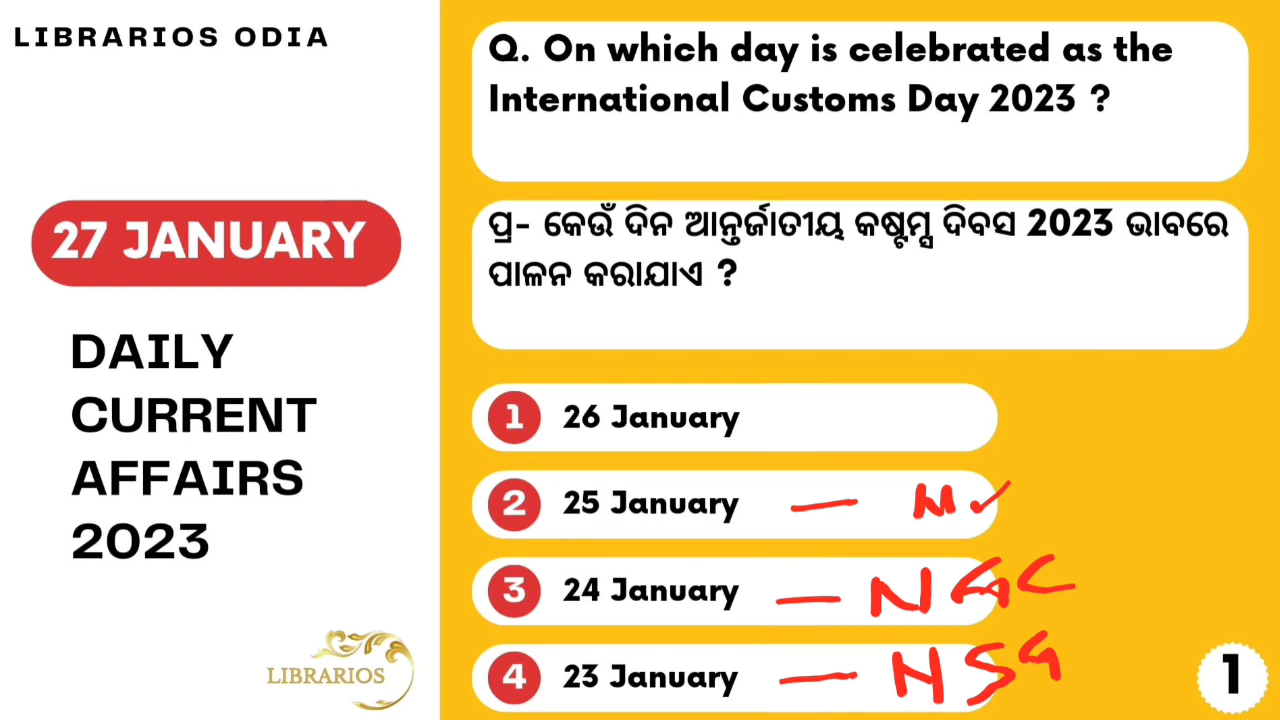 LIBRARIOS ODIA
27 JANUARY
DAILY
CURRENT
AFFAIRS
2023
LIBRARIOS
Q. On which day is celebrated as the
International Customs Day 2023 ?
ପ୍ର- କେଉଁ ଦିନ ଆନ୍ତର୍ଜାତୀୟ କଷ୍ଟମ୍ସ ଦିବସ 2023 ଭାବରେ
ପାଳନ କରାଯାଏ ?
1 26 January
2 25 January —
3 24 January — NGC
4 23 January — NSG
1